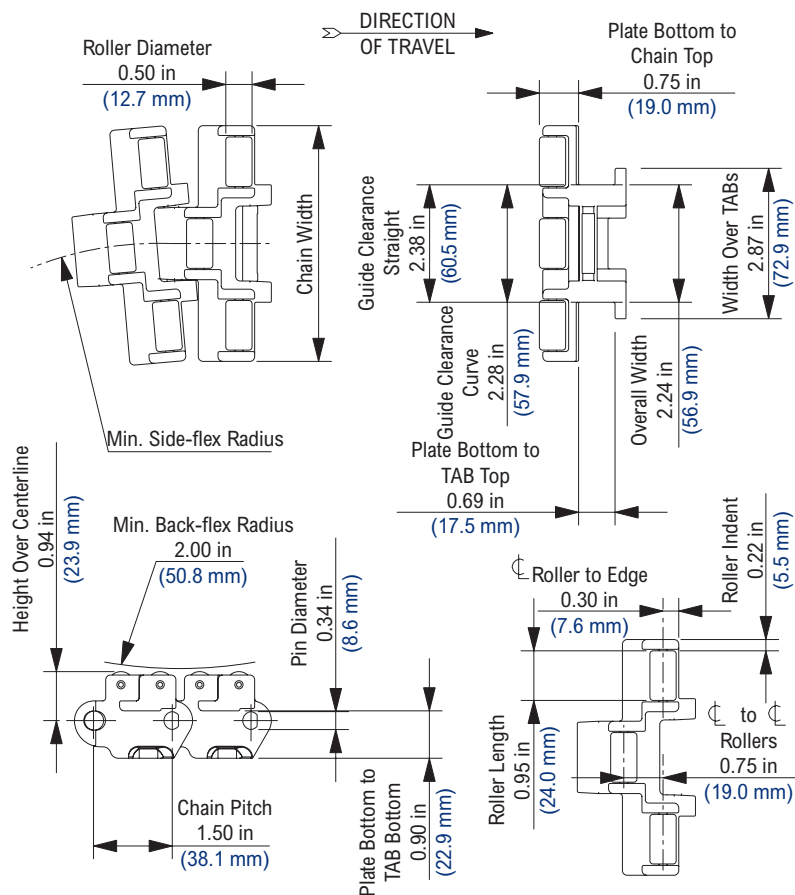 DIRECTION
OF TRAVEL
Roller Diameter
0.50 in
(12.7 mm)
Plate Bottom to
Chain Top
0.75 in
(19.0 mm)
Chain Width
Guide Clearance
Straight
2.38 in
(60.5 mm)
Guide Clearance
Curve
2.28 in
(57.9 mm)
Width Over TABs
2.87 in
(72.9 mm)
Overall Width
2.24 in
(56.9 mm)
Min. Side-flex Radius
Plate Bottom to
TAB Top
0.69 in
(17.5 mm)
Height Over Centerline
0.94 in
(23.9 mm)
Min. Back-flex Radius
2.00 in
(50.8 mm)
Pin Diameter
0.34 in
(8.6 mm)
Chain Pitch
1.50 in
(38.1 mm)
Plate Bottom to
TAB Bottom
0.90 in
(22.9 mm)
℄ Roller to Edge
0.30 in
(7.6 mm)
Roller Indent
0.22 in
(5.5 mm)
Roller Length
0.95 in
(24.0 mm)
℄ to ℄
Rollers
0.75 in
(19.0 mm)